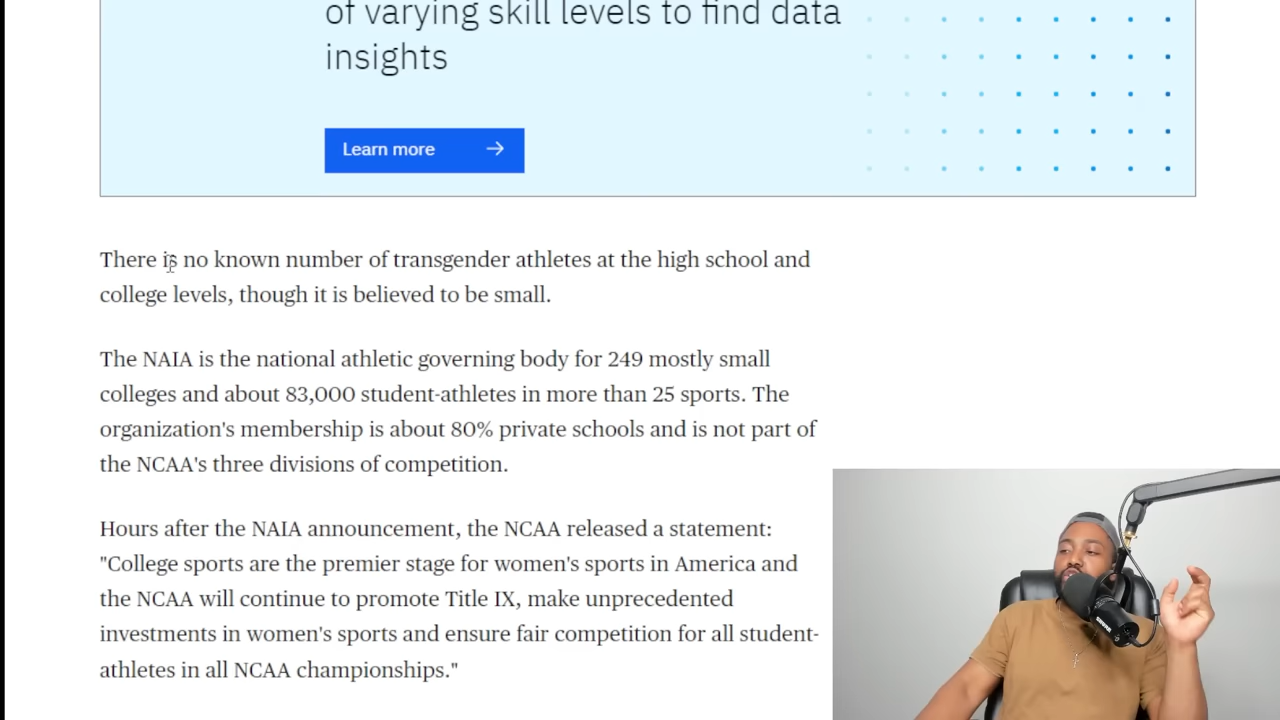 of varying skill levels to find data
insights
Learn more
There is no known number of transgender athletes at the high school and
college levels, though it is believed to be small.
The NAIA is the national athletic governing body for 249 mostly small
colleges and about 83,000 student-athletes in more than 25 sports. The
organization's membership is about 80% private schools and is not part of
the NCAA's three divisions of competition.
Hours after the NAIA announcement, the NCAA released a statement:
"College sports are the premier stage for women's sports in America and
the NCAA will continue to promote Title IX, make unprecedented
investments in women's sports and ensure fair competition for all student-
athletes in all NCAA championships."
SHURE